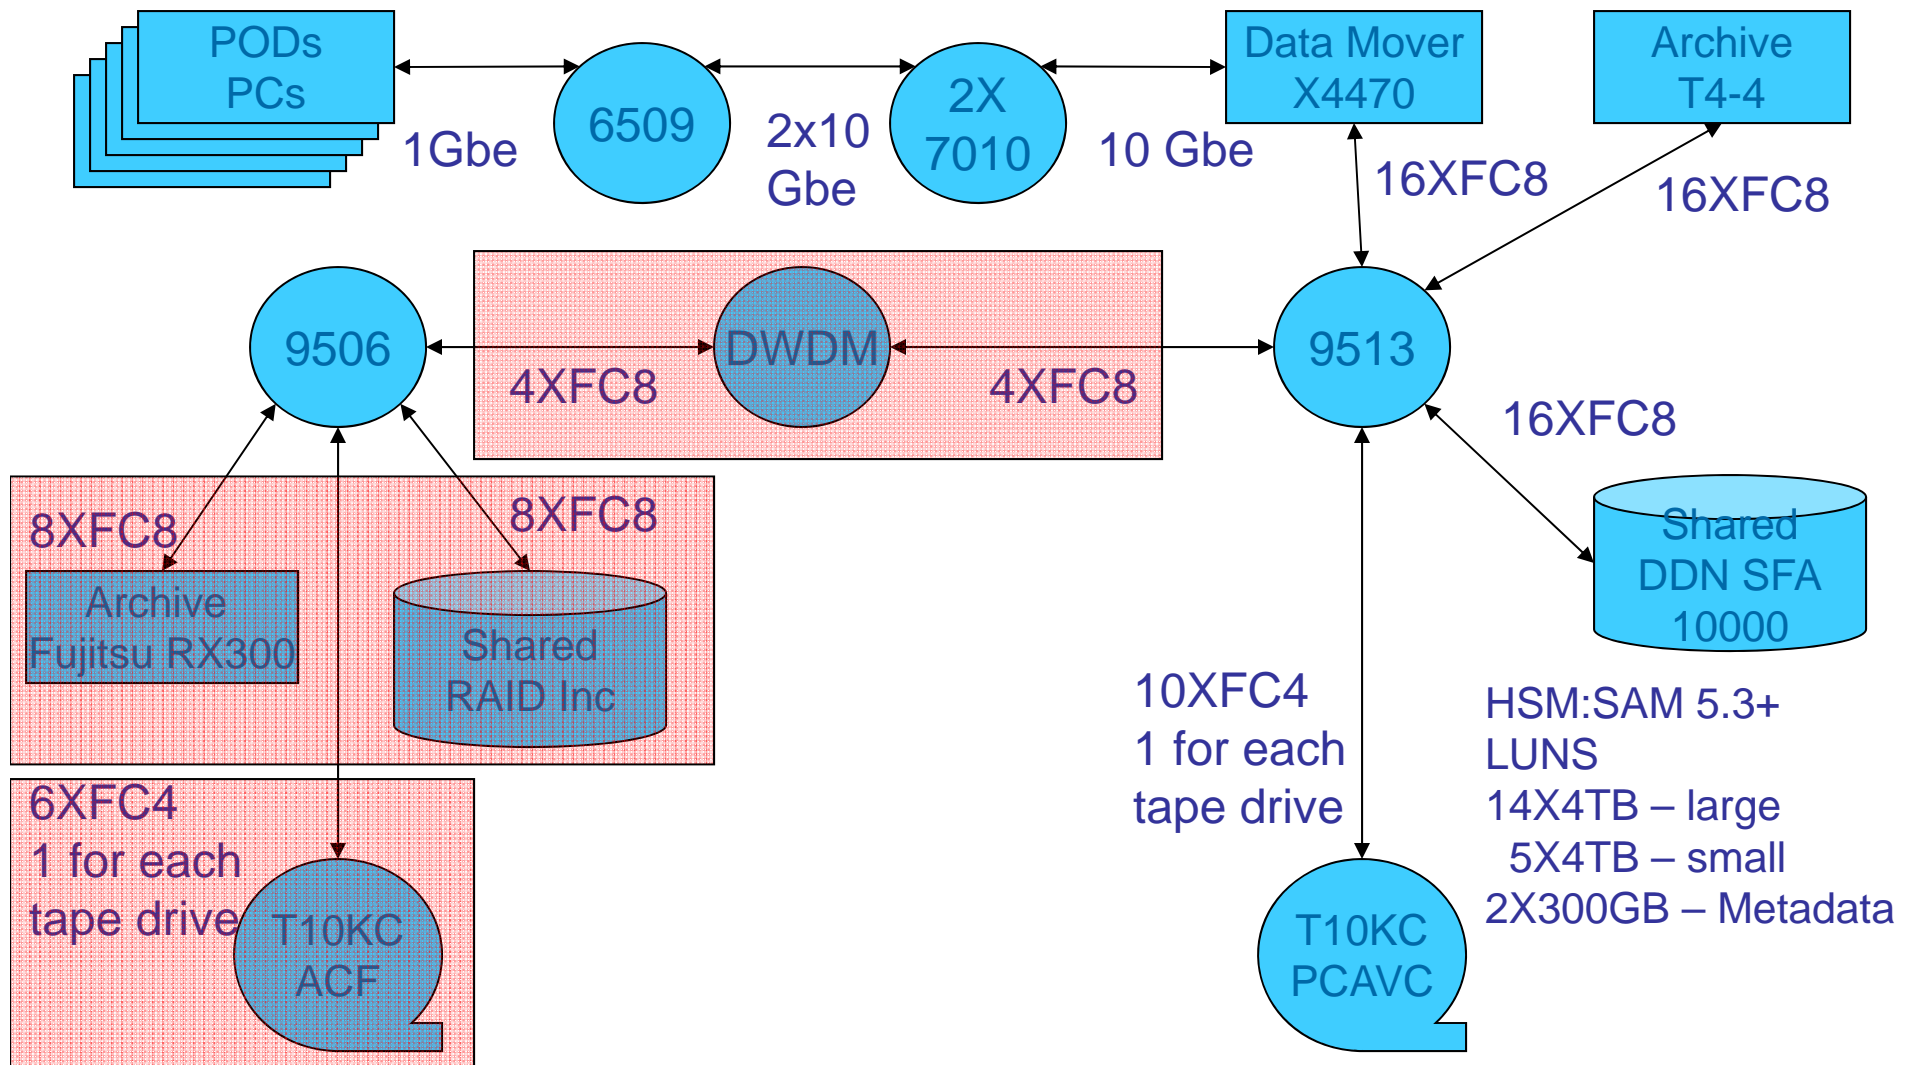 PODs
PCs
1Gbe
6509
2x10
Gbe
2X
7010
10 Gbe
Data Mover
X4470
Archive
T4-4
16XFC8
16XFC8
9506
4XFC8
DWDM
4XFC8
9513
16XFC8
8XFC8
8XFC8
Archive
Fujitsu RX300
Shared
RAID Inc
Shared
DDN SFA
10000
6XFC4
1 for each
tape drive
T10KC
ACF
10XFC4
1 for each
tape drive
T10KC
PCAVC
HSM:SAM 5.3+
LUNS
14X4TB – large
5X4TB – small
2X300GB – Metadata